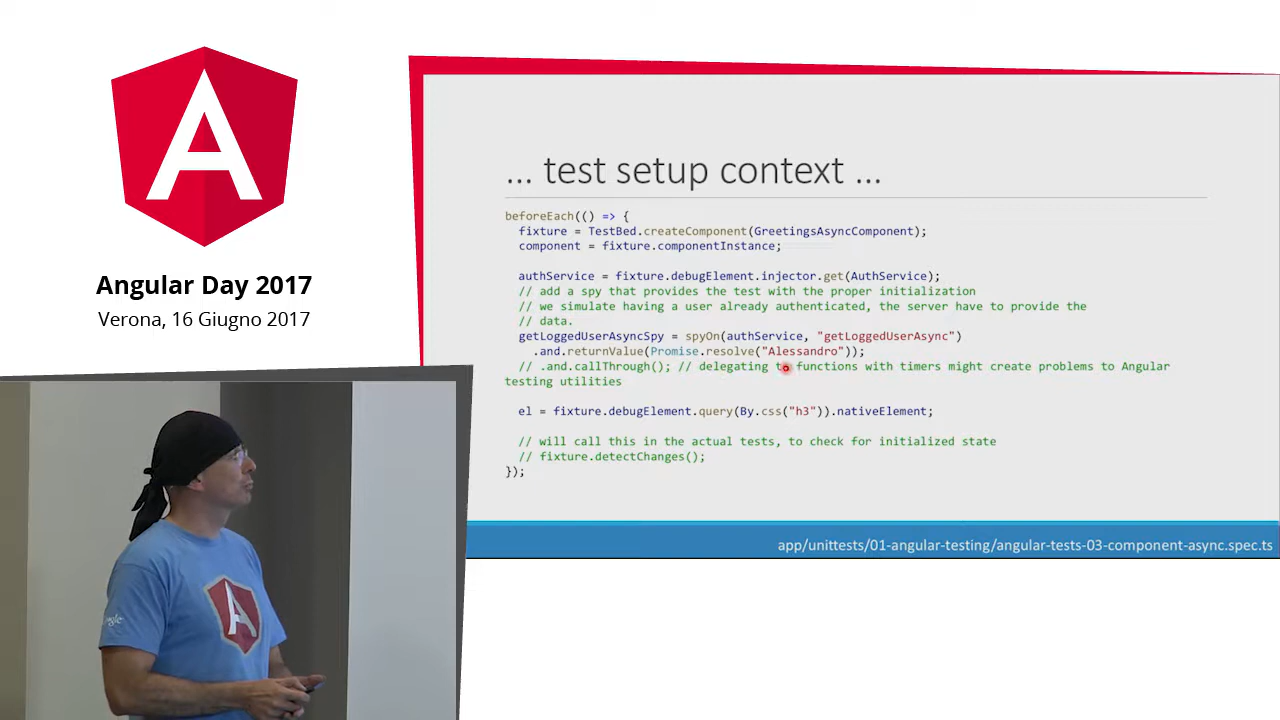 Angular Day 2017
Verona, 16 Giugno 2017
... test setup context ...
beforeEach(() => {
fixture = TestBed.createComponent(GreetingsAsyncComponent);
component = fixture.componentInstance;
authService = fixture.debugElement.injector.get(AuthService);
// add a spy that provides the test with the proper initialization
// we simulate having a user already authenticated, the server have to provide the
// data.
getLoggedUserAsyncSpy = spyOn(authService, "getLoggedUserAsync")
.and.returnValue(Promise.resolve("Alessandro"));
// .and.callThrough(); // delegating to functions with timers might create problems to Angular
testing utilities
el = fixture.debugElement.query(By.css("h3")).nativeElement;
// will call this in the actual tests, to check for initialized state
// fixture.detectChanges();
});
app/unittests/01-angular-testing/angular-tests-03-component-async.spec.ts